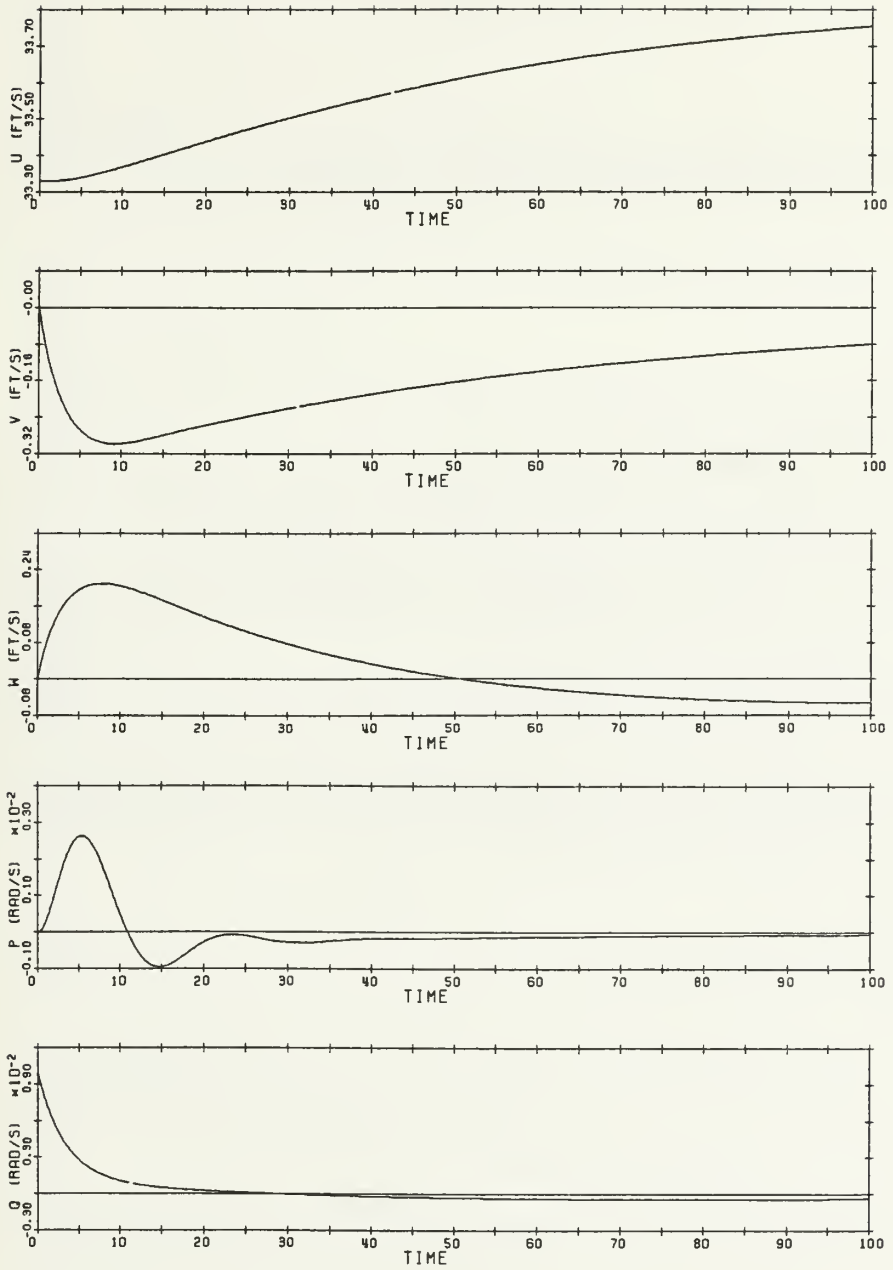 U (FT/S)
33.30 33.50 33.70
0 10 20 30 40 50 60 70 80 90 100
TIME
V (FT/S)
-0.32 -0.16 -0.00
0 10 20 30 40 50 60 70 80 90 100
TIME
W (FT/S)
-0.08 0.08 0.24
0 10 20 30 40 50 60 70 80 90 100
TIME
P (RAD/S) ×10-2
-0.10 0.10 0.30
0 10 20 30 40 50 60 70 80 90 100
TIME
Q (RAD/S) ×10-2
-0.30 0.30 0.90
0 10 20 30 40 50 60 70 80 90 100
TIME